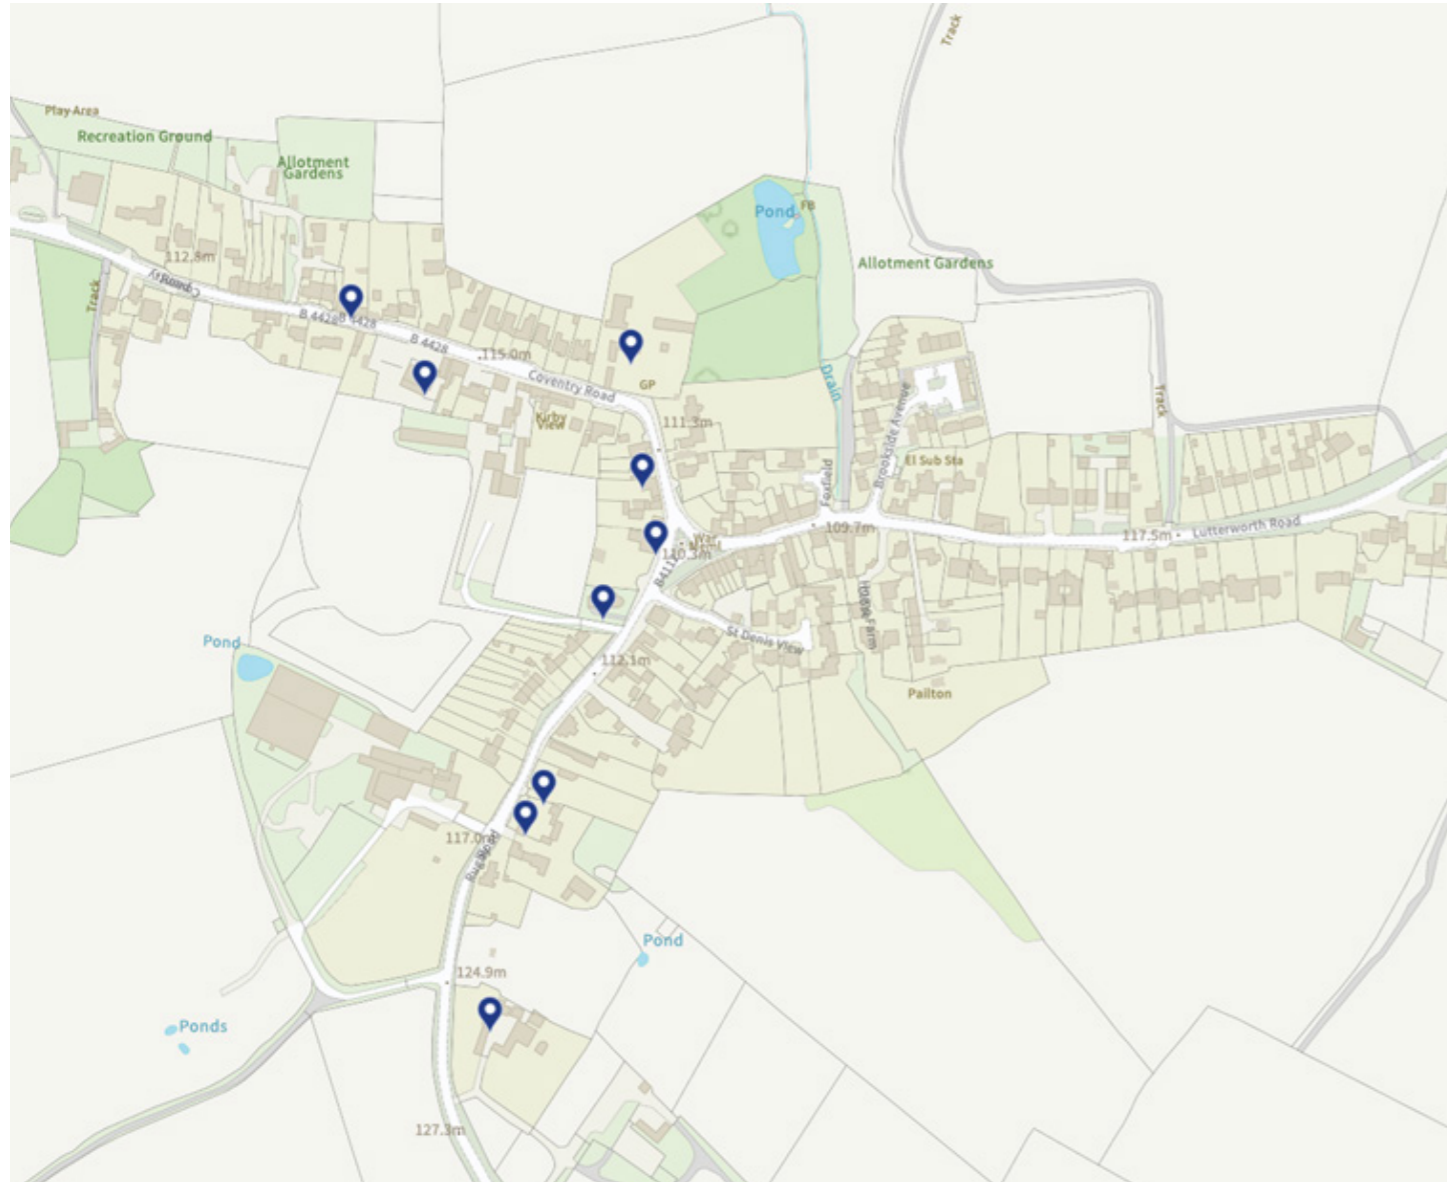 Track
Play Area
Recreation Ground
Allotment
Gardens
Pond
FB
112.8m
Allotment Gardens
Track
B 4428
B 4428
B 4428
115.0m
Coventry Road
GP
Drain
Kirby
View
111.3m
Track
Brookside Avenue
El Sub Sta
Foxfield
109.7m
117.5m
Lutterworth Road
War
110.3m
B4112
St Denis View
Farm
Pond
112.1m
Pailton
117.0m
Pond
124.9m
Ponds
127.3m